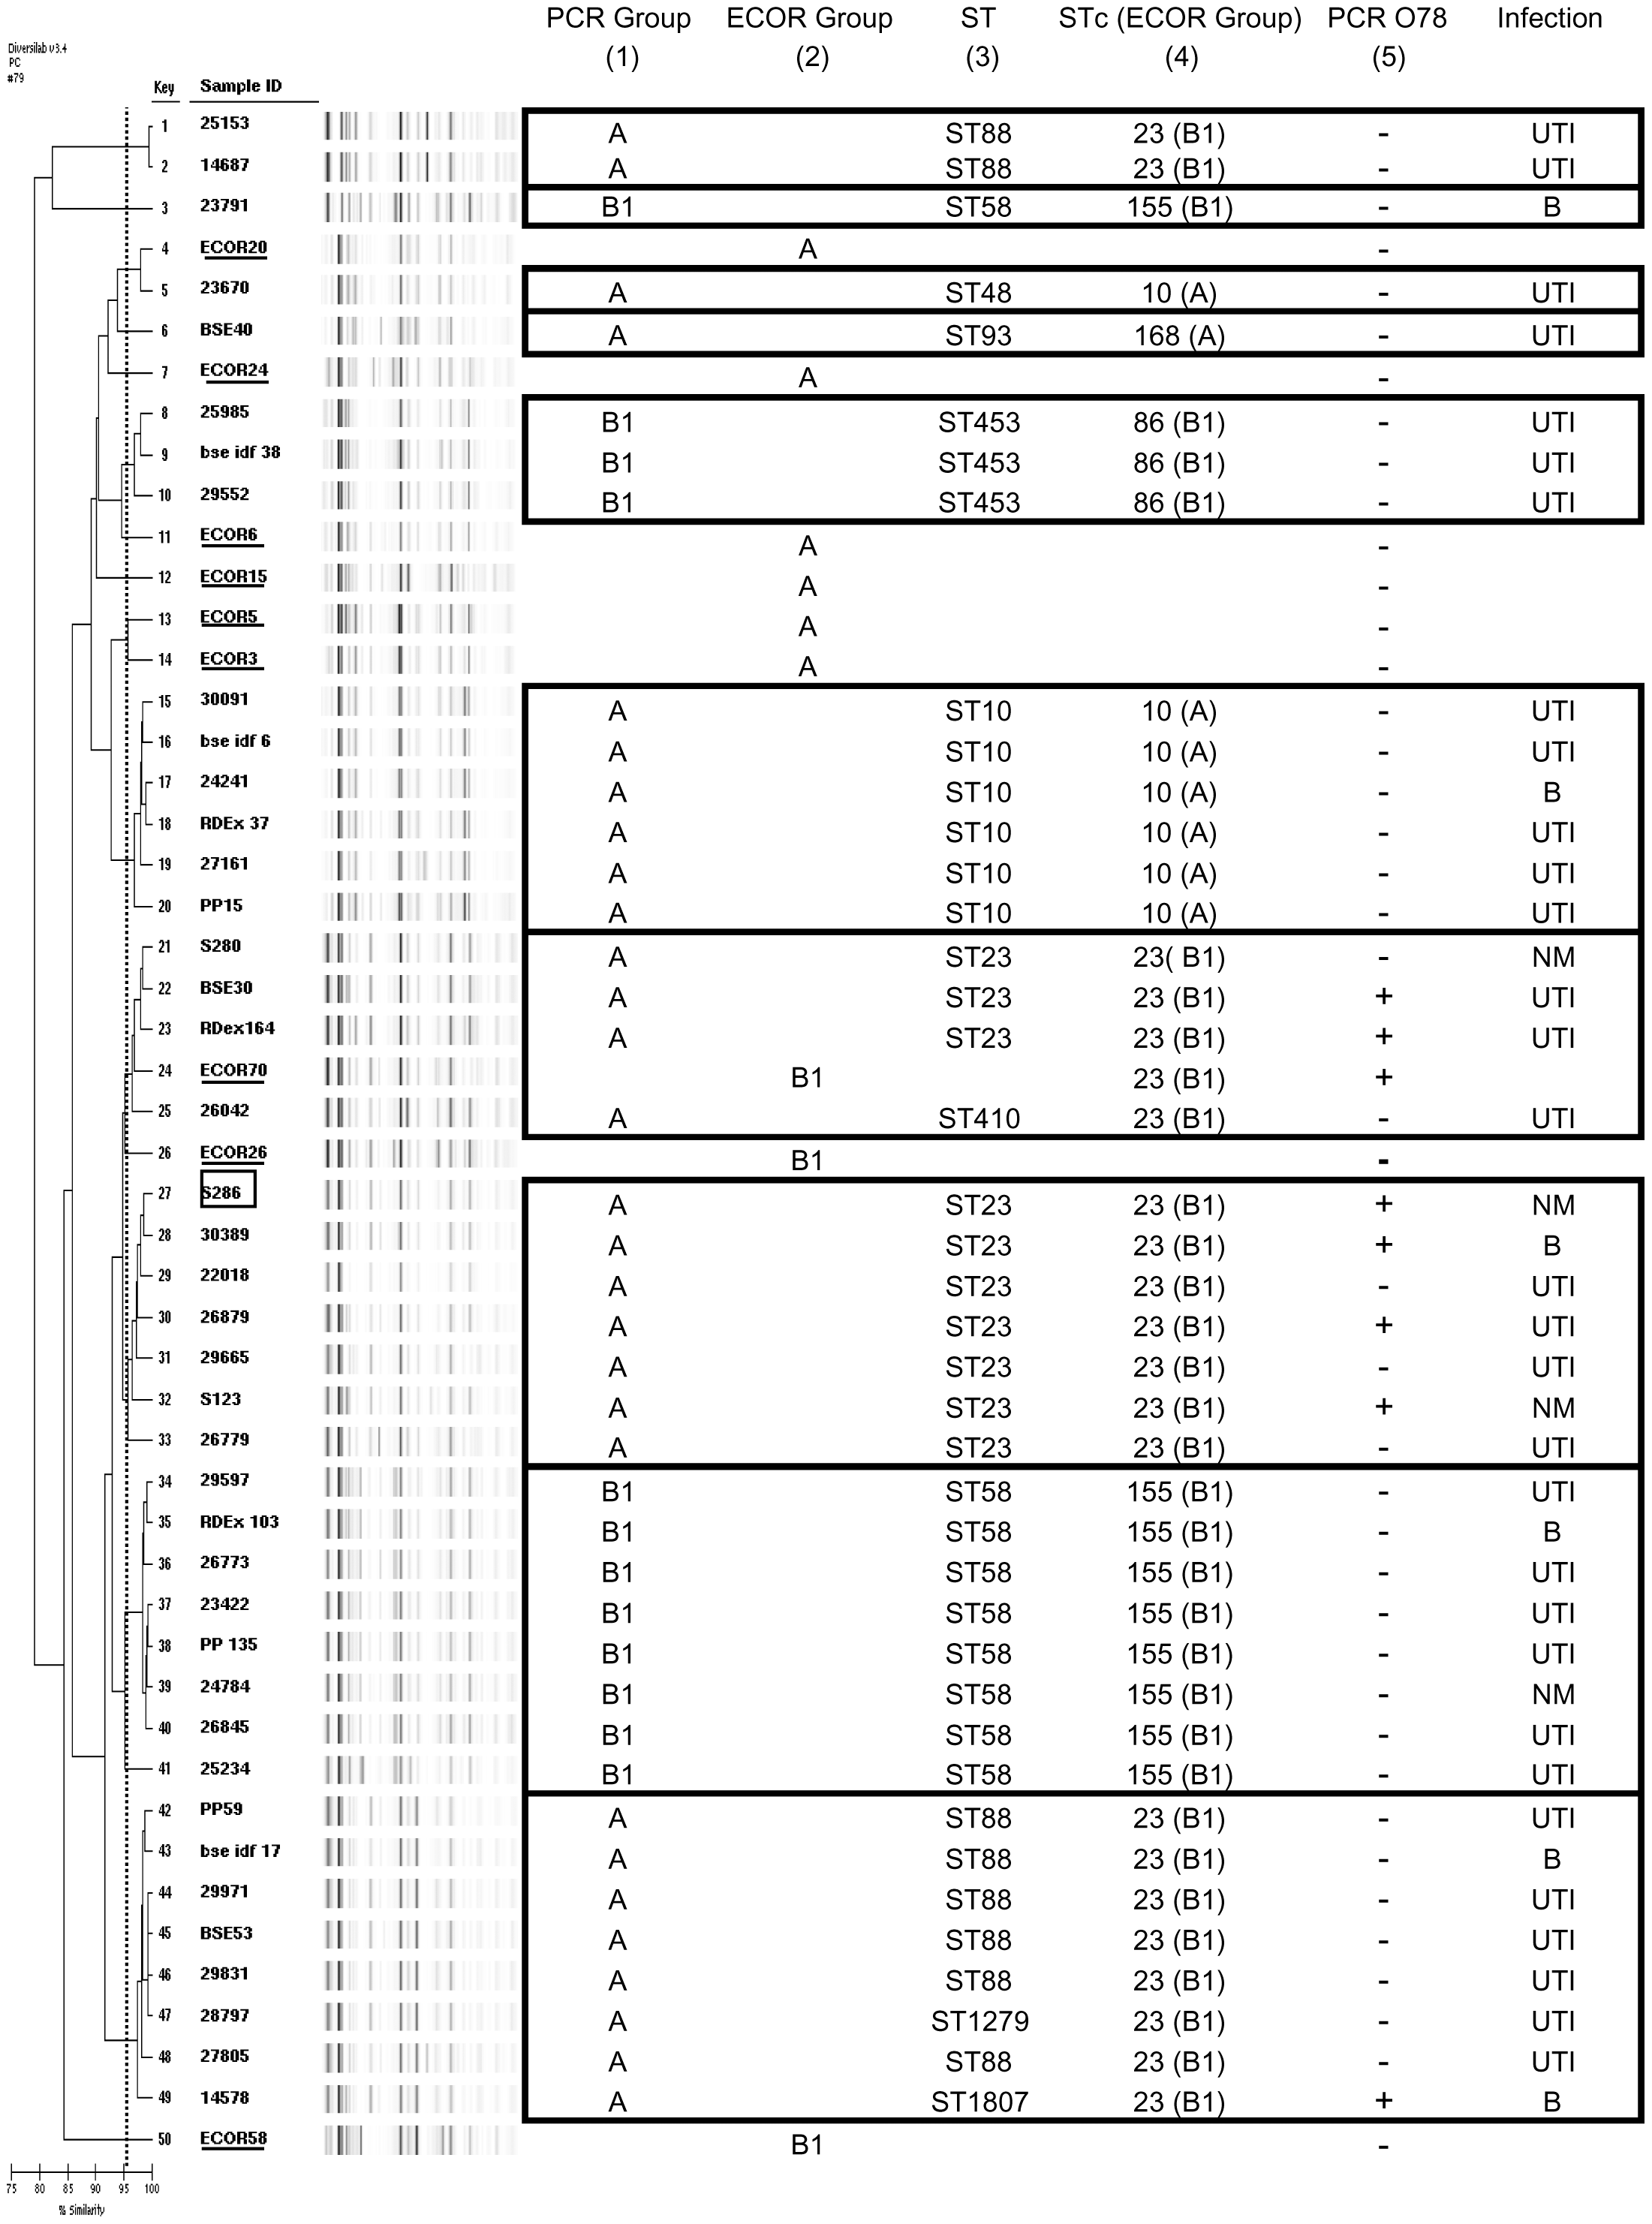 PCR Group ECOR Group ST STc (ECOR Group) PCR O78 Infection
(1) (2) (3) (4) (5)
Diversilab v3.4
PC
#79
Key Sample ID
1 25153 A ST88 23 (B1) - UTI
2 14687 A ST88 23 (B1) - UTI
3 23791 B1 ST58 155 (B1) - B
4 ECOR20 A -
5 23670 A ST48 10 (A) - UTI
6 BSE40 A ST93 168 (A) - UTI
7 ECOR24 A -
8 25985 B1 ST453 86 (B1) - UTI
9 bse idf 38 B1 ST453 86 (B1) - UTI
10 29552 B1 ST453 86 (B1) - UTI
11 ECOR6 A -
12 ECOR15 A -
13 ECOR5 A -
14 ECOR3 A -
15 30091 A ST10 10 (A) - UTI
16 bse idf 6 A ST10 10 (A) - UTI
17 24241 A ST10 10 (A) - B
18 RDEx 37 A ST10 10 (A) - UTI
19 27161 A ST10 10 (A) - UTI
20 PP15 A ST10 10 (A) - UTI
21 S280 A ST23 23( B1) - NM
22 BSE30 A ST23 23 (B1) + UTI
23 RDex164 A ST23 23 (B1) + UTI
24 ECOR70 B1 23 (B1) +
25 26042 A ST410 23 (B1) - UTI
26 ECOR26 B1 -
27 S286 A ST23 23 (B1) + NM
28 30389 A ST23 23 (B1) + B
29 22018 A ST23 23 (B1) - UTI
30 26879 A ST23 23 (B1) + UTI
31 29665 A ST23 23 (B1) - UTI
32 S123 A ST23 23 (B1) + NM
33 26779 A ST23 23 (B1) - UTI
34 29597 B1 ST58 155 (B1) - UTI
35 RDEx 103 B1 ST58 155 (B1) - B
36 26773 B1 ST58 155 (B1) - UTI
37 23422 B1 ST58 155 (B1) - UTI
38 PP 135 B1 ST58 155 (B1) - UTI
39 24784 B1 ST58 155 (B1) - NM
40 26845 B1 ST58 155 (B1) - UTI
41 25234 B1 ST58 155 (B1) - UTI
42 PP59 A ST88 23 (B1) - UTI
43 bse idf 17 A ST88 23 (B1) - B
44 29971 A ST88 23 (B1) - UTI
45 BSE53 A ST88 23 (B1) - UTI
46 29831 A ST88 23 (B1) - UTI
47 28797 A ST1279 23 (B1) - UTI
48 27805 A ST88 23 (B1) - UTI
49 14578 A ST1807 23 (B1) + B
50 ECOR58 B1 -
75 80 85 90 95 100
% Similarity